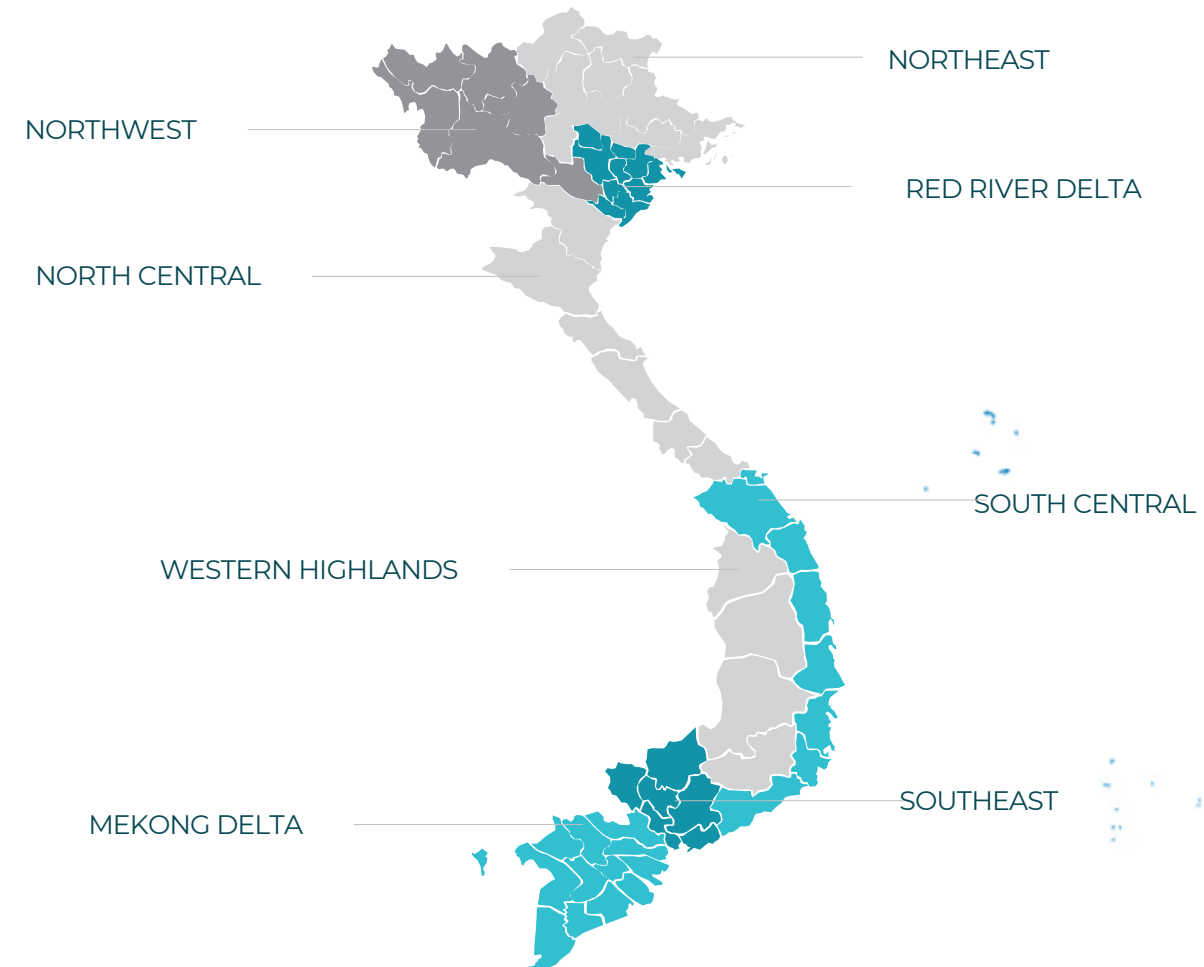 NORTHEAST
NORTHWEST
RED RIVER DELTA
NORTH CENTRAL
SOUTH CENTRAL
WESTERN HIGHLANDS
SOUTHEAST
MEKONG DELTA